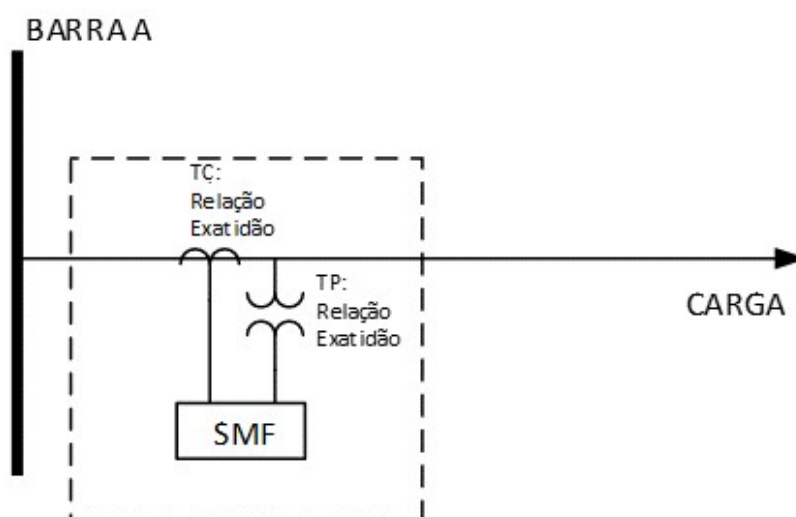 BARRA A
TC:
Relação
Exatidão
TP:
Relação
Exatidão
CARGA
SMF